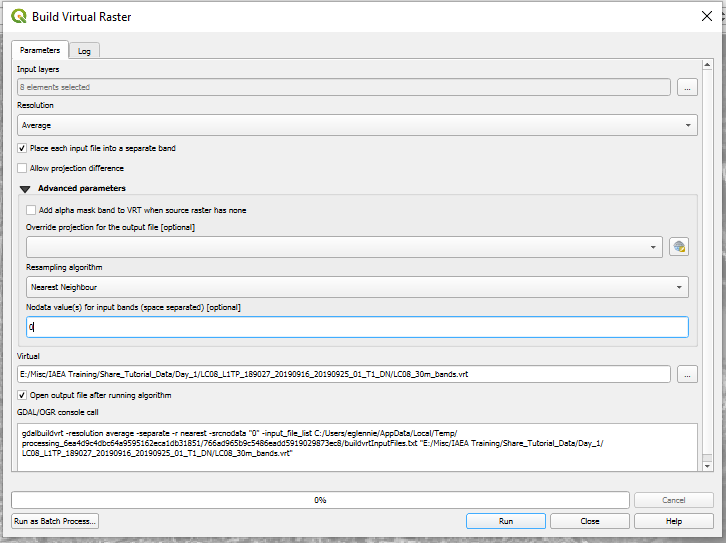 Build Virtual Raster
Parameters
Log
Input layers
8 elements selected
...
Resolution
Average
Place each input file into a separate band
Allow projection difference
Advanced parameters
Add alpha mask band to VRT when source raster has none
Override projection for the output file [optional]
Resampling algorithm
Nearest Neighbour
Nodata value(s) for input bands (space separated) [optional]
0
Virtual
E:/Misc/IAEA Training/Share_Tutorial_Data/Day_1/LC08_L1TP_189027_20190916_20190925_01_T1_DN/LC08_30m_bands.vrt
...
Open output file after running algorithm
GDAL/OGR console call
gdalbuildvrt -resolution average -separate -r nearest -srcnodata "0" -input_file_list C:/Users/eglennie/AppData/Local/Temp/
processing_6ea4d9c4dbc64a9595162eca1db31851/766ad965b9c5486eadd5919029873ec8/buildvrtInputFiles.txt "E:/Misc/IAEA Training/Share_Tutorial_Data/Day_1/
LC08_L1TP_189027_20190916_20190925_01_T1_DN/LC08_30m_bands.vrt"
0%
Cancel
Run as Batch Process...
Run
Close
Help